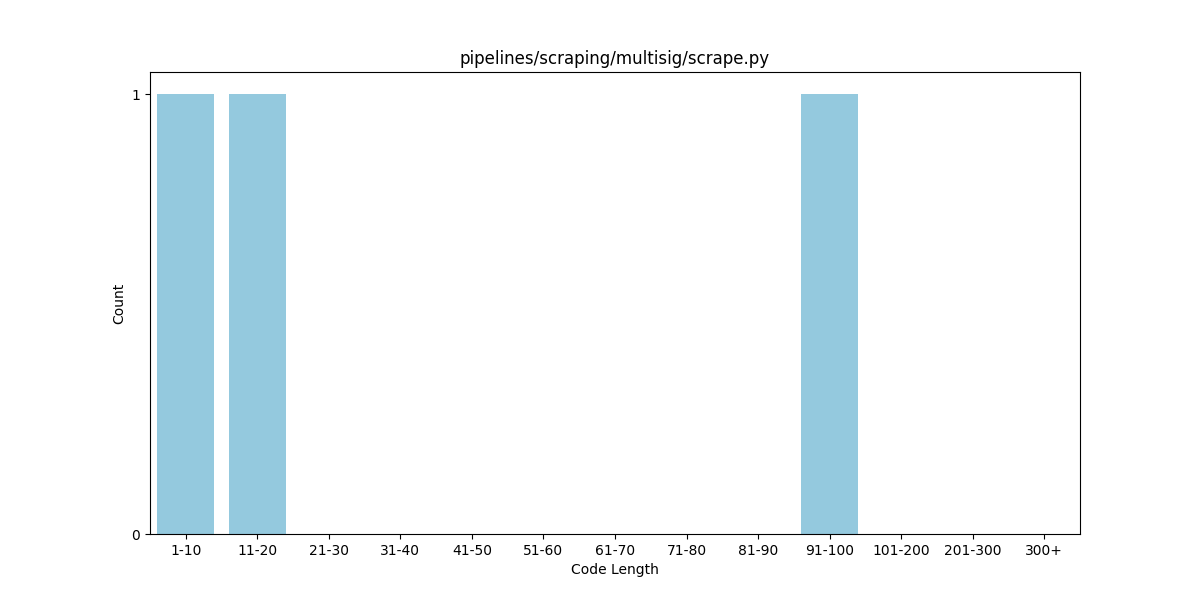 pipelines/scraping/multisig/scrape.py
1
Count
0
1-10 11-20 21-30 31-40 41-50 51-60 61-70 71-80 81-90 91-100 101-200 201-300 300+
Code Length